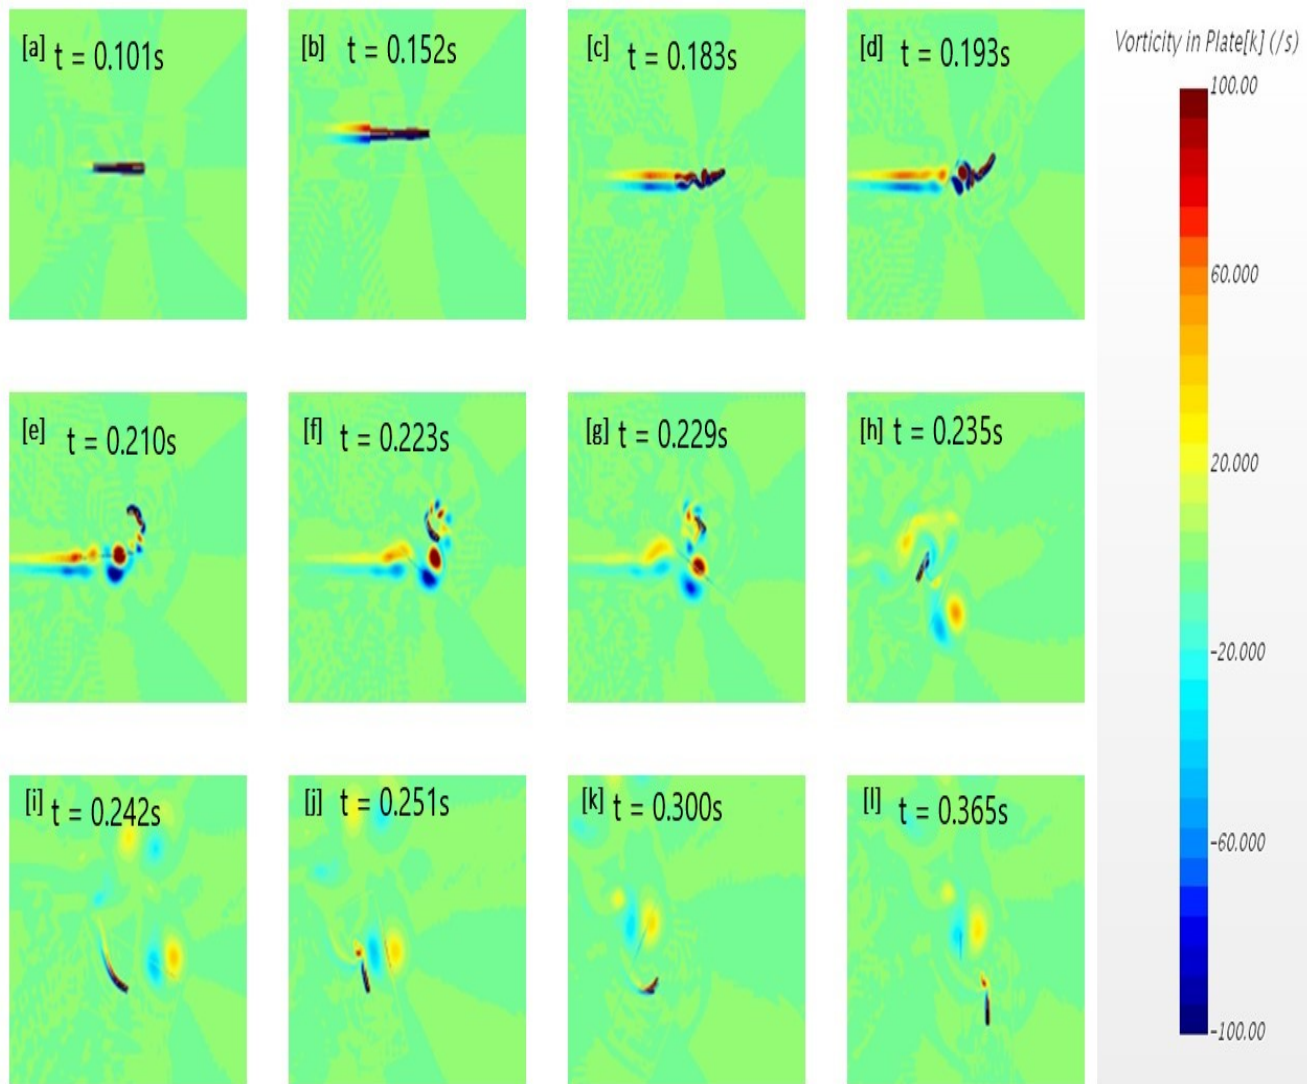 [a] t = 0.101s
[b] t = 0.152s
[c] t = 0.183s
[d] t = 0.193s
Vorticity in Plate[k] (/s)
100.00
60.000
20.000
-20.000
-60.000
-100.00
[e] t = 0.210s
[f] t = 0.223s
[g] t = 0.229s
[h] t = 0.235s
[i] t = 0.242s
[j] t = 0.251s
[k] t = 0.300s
[l] t = 0.365s